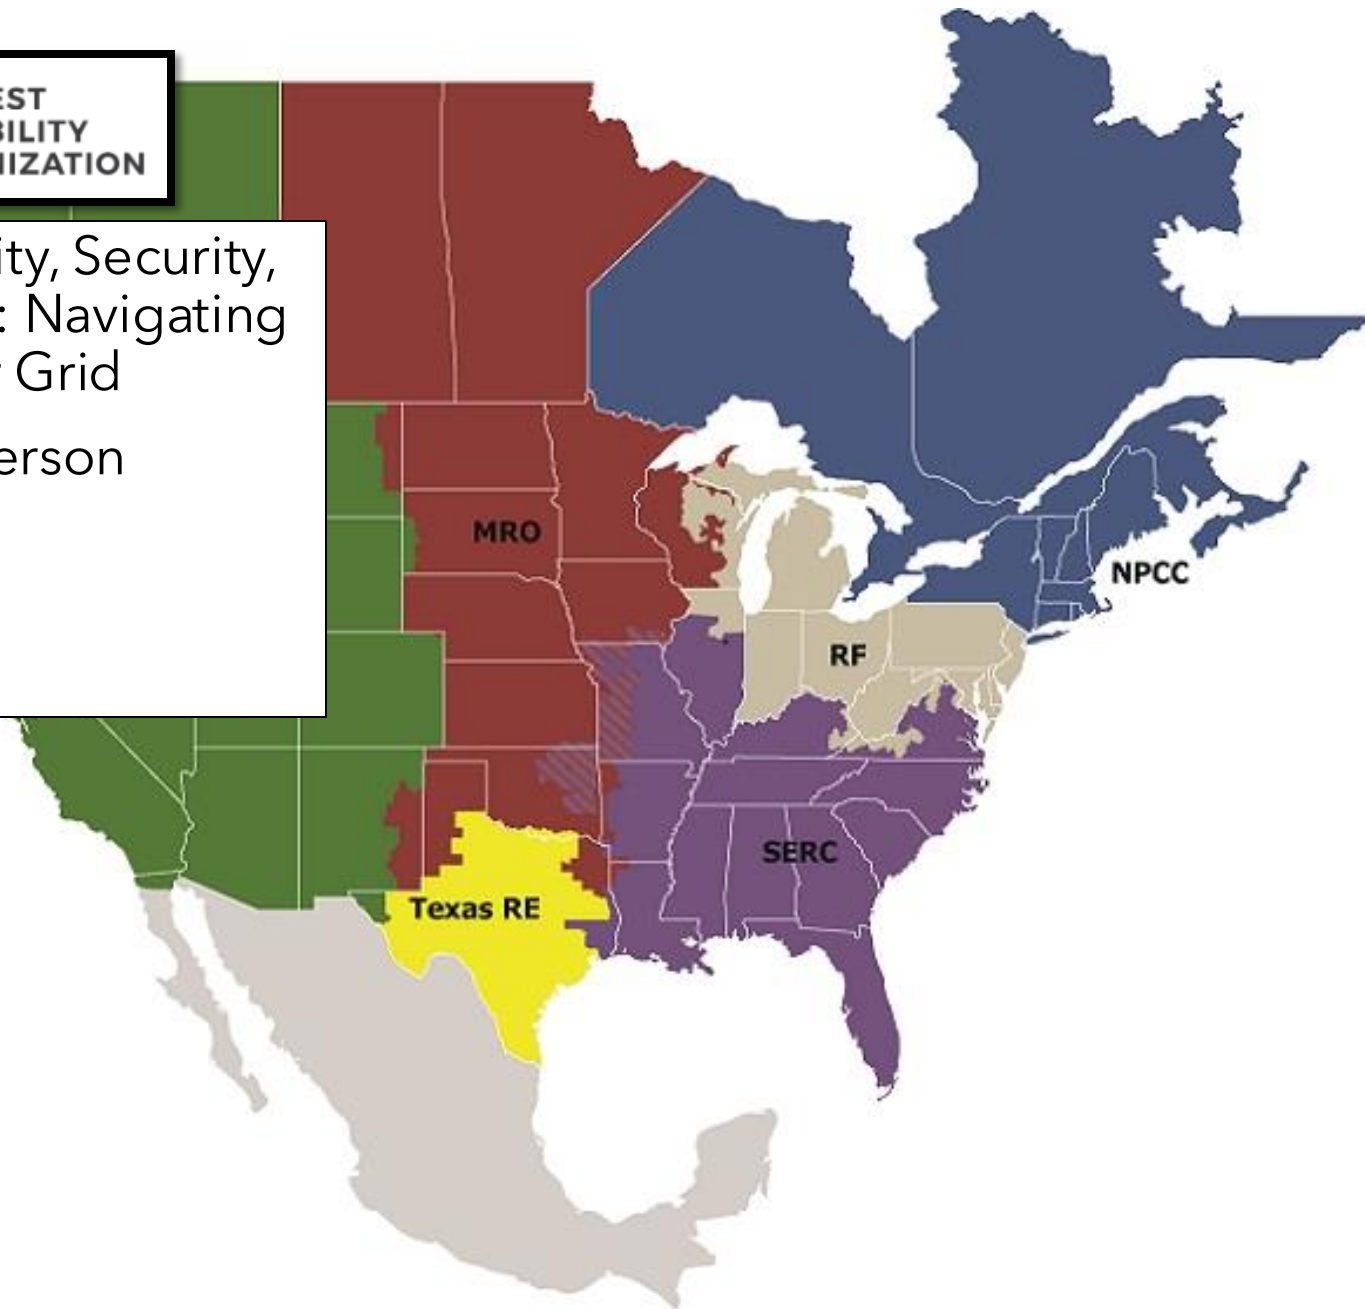 EST
BILITY
NIZATION
ity, Security,
: Navigating
Grid
erson
MRO
NPCC
RF
SERC
Texas RE